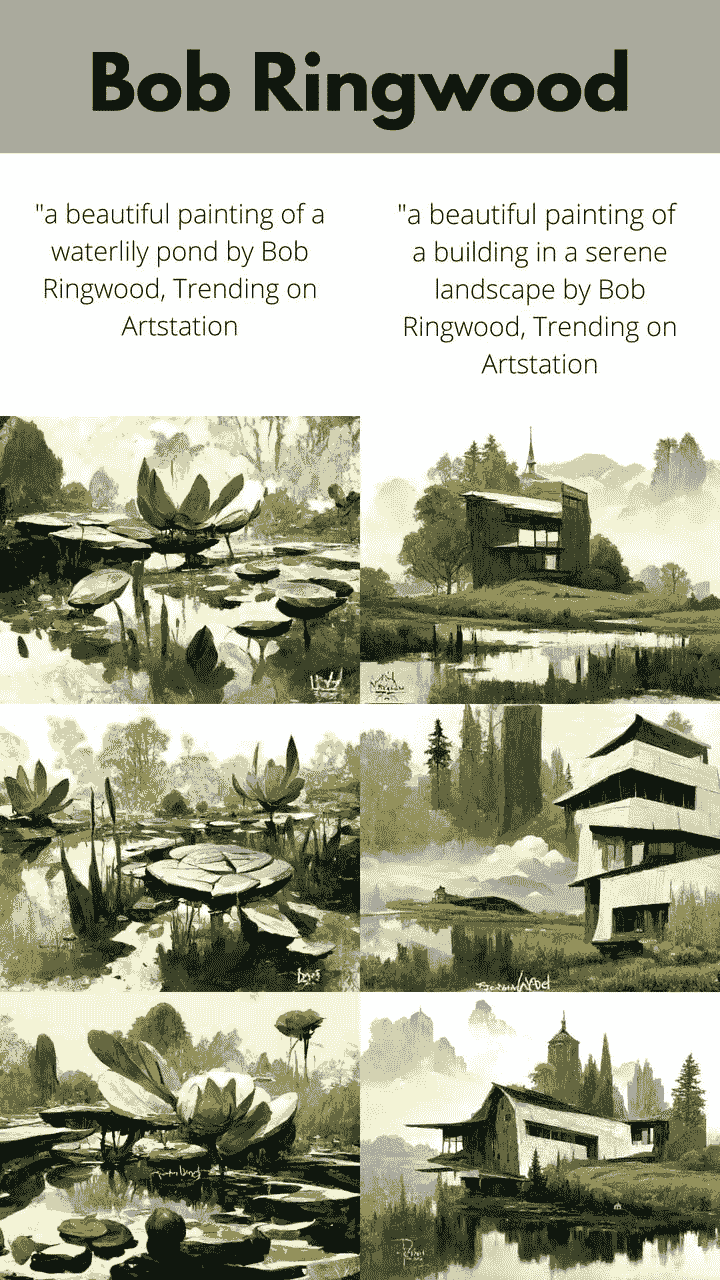 Bob Ringwood
"a beautiful painting of a
waterlily pond by Bob
Ringwood, Trending on
Artstation
"a beautiful painting of
a building in a serene
landscape by Bob
Ringwood, Trending on
Artstation